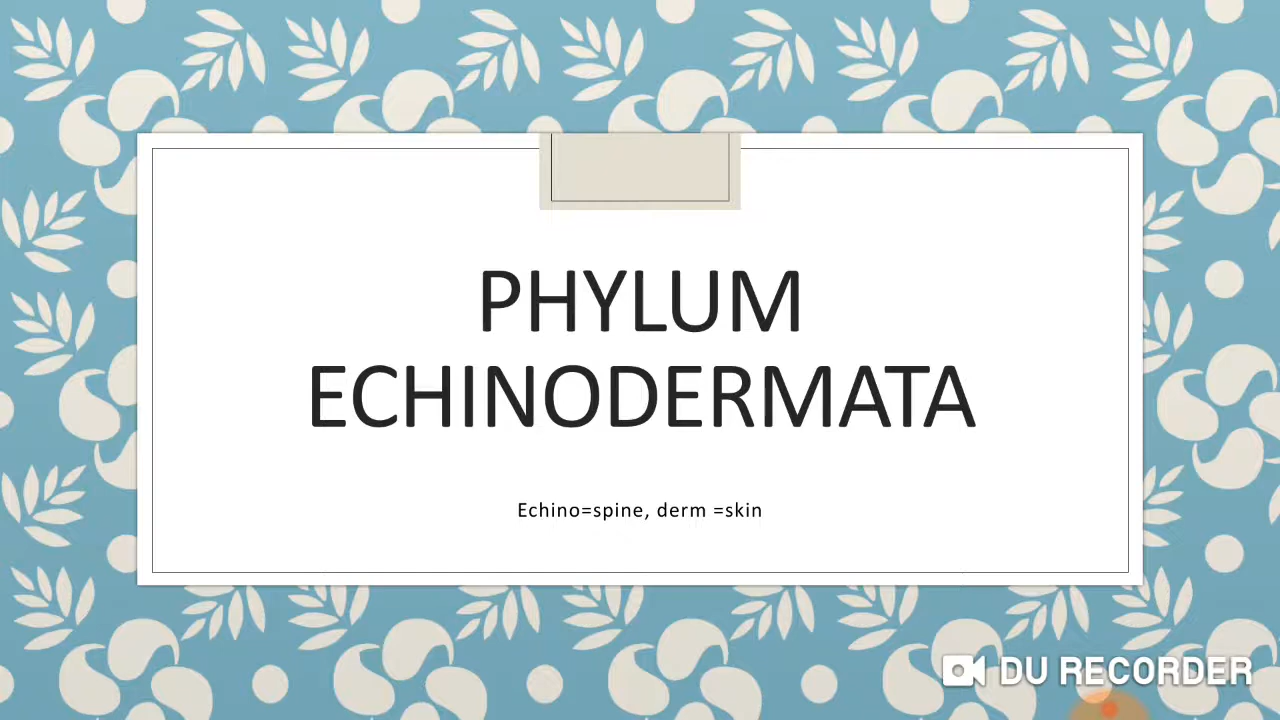 PHYLUM
ECHINODERMATA
Echino=spine, derm =skin
DU RECORDER